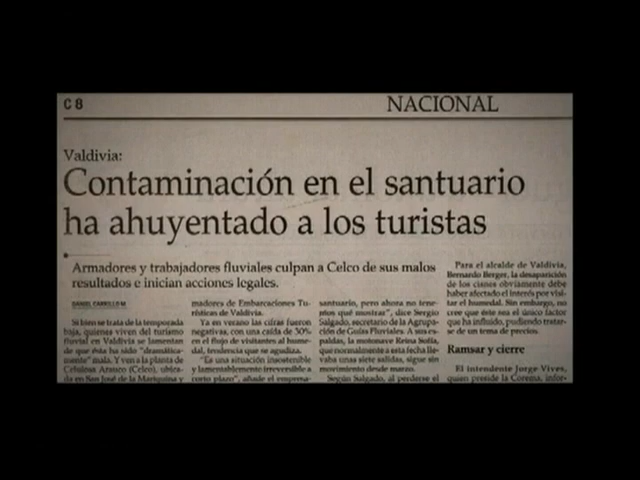 C 8
NACIONAL
Valdivia:
Contaminación en el santuario
ha ahuyentado a los turistas
Armadores y trabajadores fluviales culpan a Celco de sus malos
resultados e inician acciones legales.
DANIEL CARRILLO M.
Si bien se trata de la temporada
baja, quienes viven del turismo
fluvial en Valdivia se lamentan
de que ésta ha sido "dramática-
mente" mala. Y ven a la planta de
Celulosa Arauco (Celco), ubica-
da en San José de la Mariquina y
madores de Embarcaciones Tu-
rísticas de Valdivia.
Ya en verano las cifras fueron
negativas, con una caída de 30%
en el flujo de visitantes al hume-
dal, tendencia que se agudiza.
"Es una situación insostenible
y lamentablemente irreversible a
corto plazo", añade el empresa-
santuario, pero ahora no tene-
mos qué mostrar", dice Sergio
Salgado, secretario de la Agrupa-
ción de Guías Fluviales. A sus es-
paldas, la motonave Reina Sofía,
que normalmente a esta fecha lle-
vaba unas siete salidas, sigue sin
movimiento desde marzo.
Según Salgado, al perderse el
Para el alcalde de Valdivia,
Bernardo Berger, la desaparición
de los cisnes obviamente debe
haber afectado el interés por visi-
tar el humedal. Sin embargo, no
cree que éste sea el único factor
que ha influido, pudiendo tratar-
se de un tema de precios.
Ramsar y cierre
El intendente Jorge Vives,
quien preside la Corema, infor-